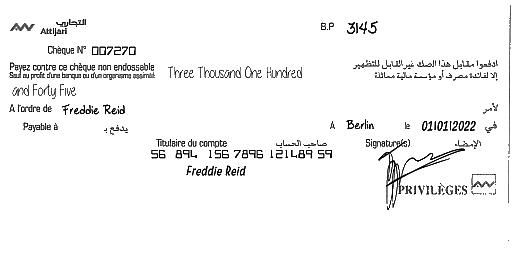 التجاري
Attijari
B.P 3145
Chèque N° 007270
Payez contre ce chèque non endossable
Sauf au profit d'une banque ou d'un organisme assimilé
Three Thousand One Hundred
ادفعوا مقابل هذا الصك غير القابل للتظهير
إلا لفائدة مصرف أو مؤسسة مالية مماثلة
and Forty Five
A l'ordre de Freddie Reid
لأمر
Payable à يدفع بـ
A Berlin le 01|01|2022 في
Titulaire du compte صاحب الحساب
Signature(s) الإمضاء
56 894 156 7896 121489 59
Freddie Reid
PRIVILÈGES